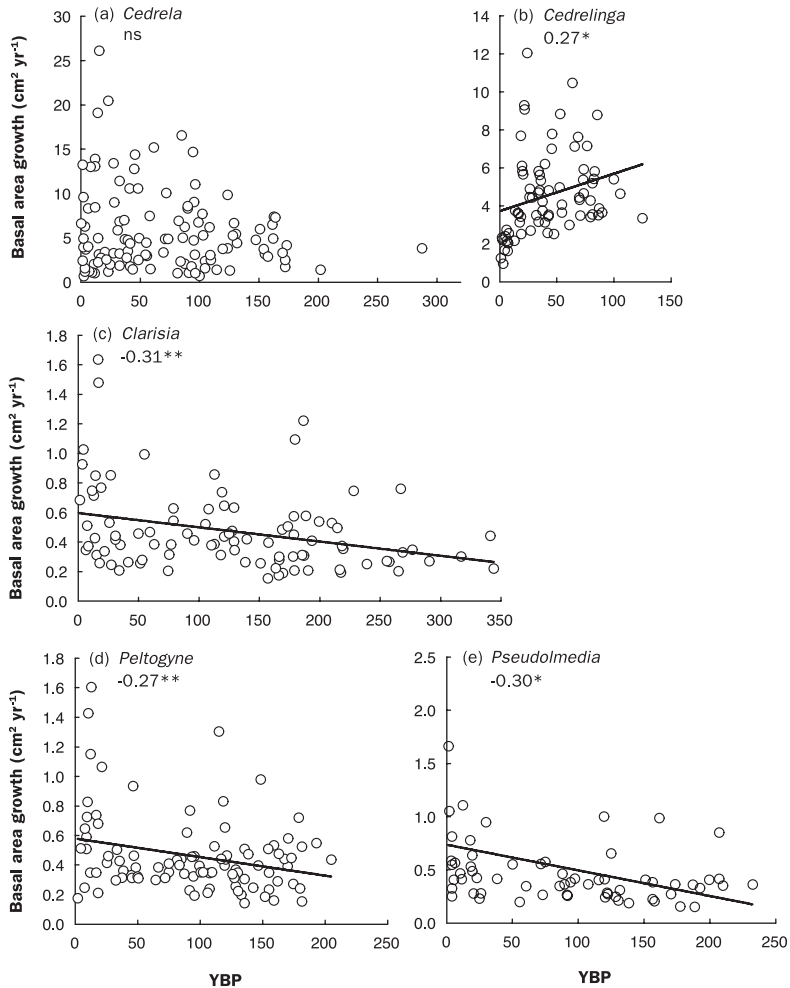 (a) Cedrela
ns
Basal area growth (cm² yr⁻¹)
30
25
20
15
10
5
0
0 50 100 150 200 250 300
(b) Cedrelinga
0.27*
14
12
10
8
6
4
2
0
0 50 100 150
(c) Clarisia
-0.31**
Basal area growth (cm² yr⁻¹)
1.8
1.6
1.4
1.2
1.0
0.8
0.6
0.4
0.2
0.0
0 50 100 150 200 250 300 350
(d) Peltogyne
-0.27**
Basal area growth (cm² yr⁻¹)
1.8
1.6
1.4
1.2
1.0
0.8
0.6
0.4
0.2
0.0
0 50 100 150 200 250
YBP
(e) Pseudolmedia
-0.30*
2.5
2.0
1.5
1.0
0.5
0.0
0 50 100 150 200 250
YBP